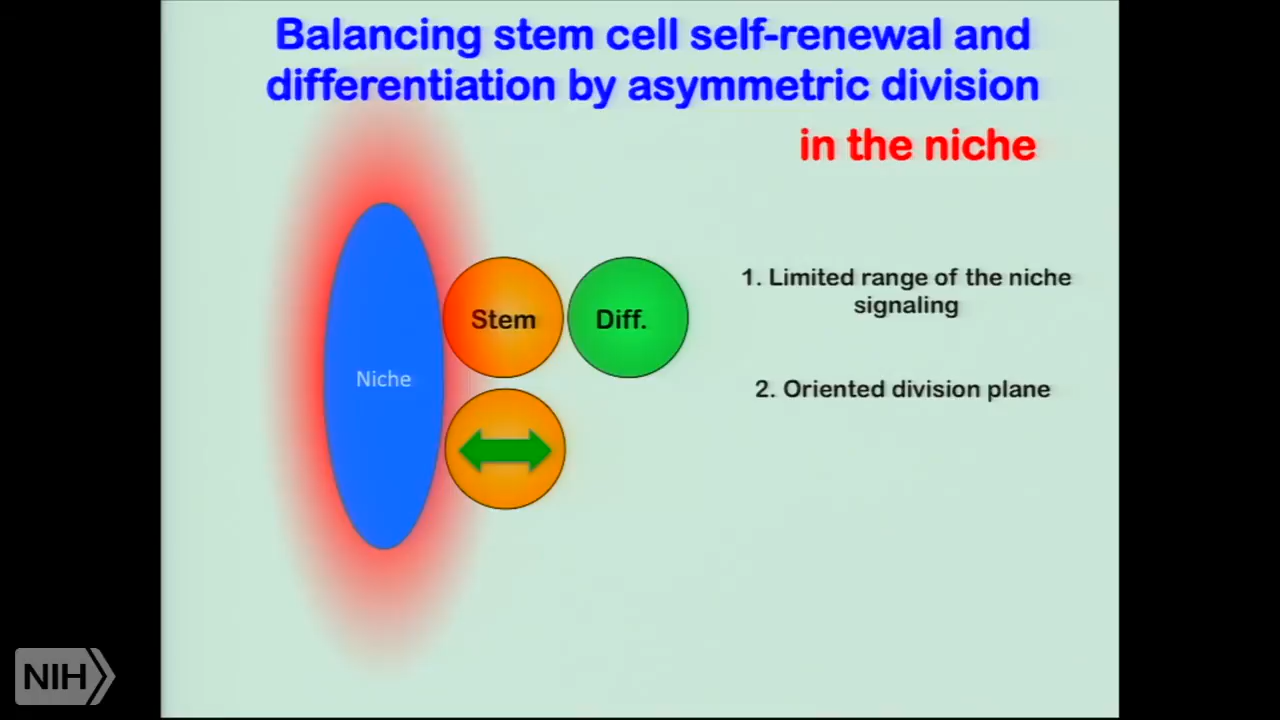 Balancing stem cell self-renewal and
differentiation by asymmetric division
in the niche
1. Limited range of the niche
signaling
Stem
Diff.
Niche
2. Oriented division plane
NIH